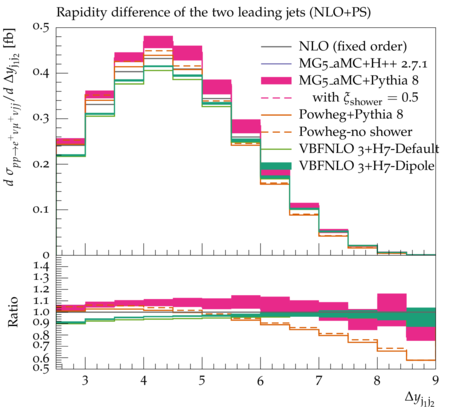 Rapidity difference of the two leading jets (NLO+PS)
d σpp→e+νμ+νjj/d Δyj1j2 [fb]
0.5
0.4
0.3
0.2
0.1
0
NLO (fixed order)
MG5_aMC+H++ 2.7.1
MG5_aMC+Pythia 8
with ξshower = 0.5
Powheg+Pythia 8
Powheg-no shower
VBFNLO 3+H7-Default
VBFNLO 3+H7-Dipole
Ratio
1.4
1.3
1.2
1.1
1.0
0.9
0.8
0.7
0.6
0.5
3 4 5 6 7 8 9
Δyj1j2